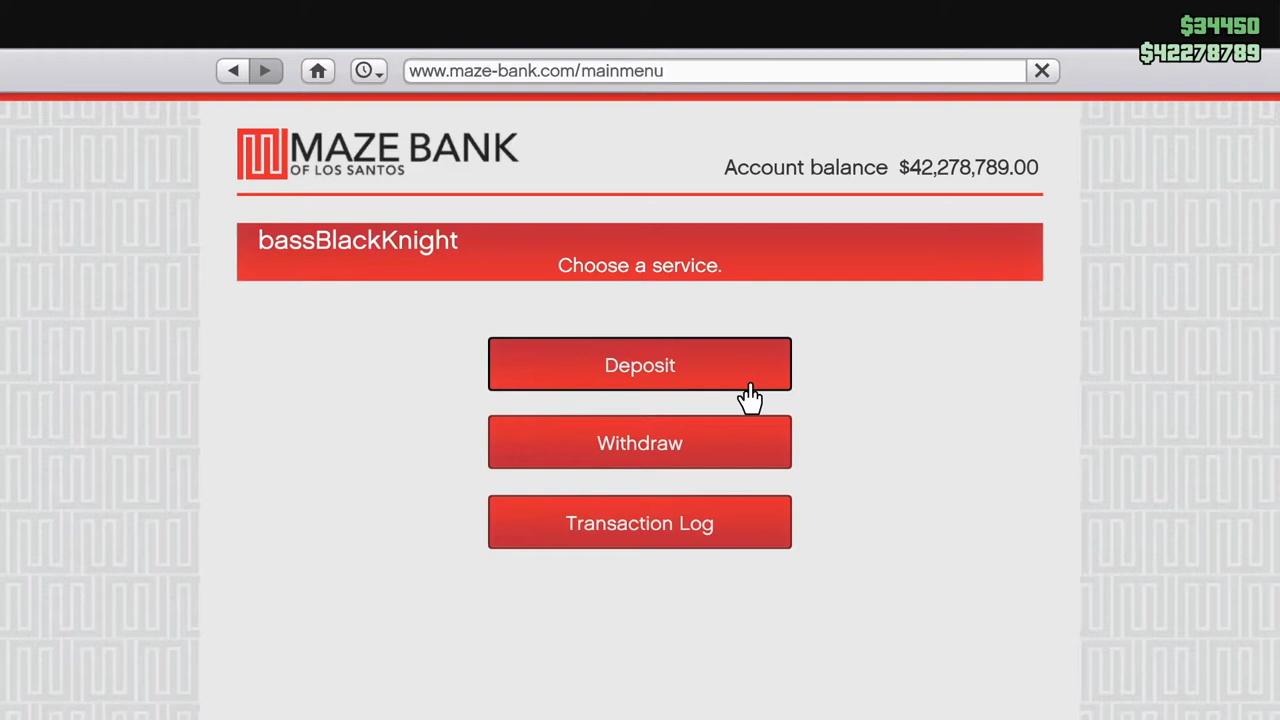 $34450
$42278789
www.maze-bank.com/mainmenu
MAZE BANK
OF LOS SANTOS
Account balance $42,278,789.00
bassBlackKnight
Choose a service.
Deposit
Withdraw
Transaction Log